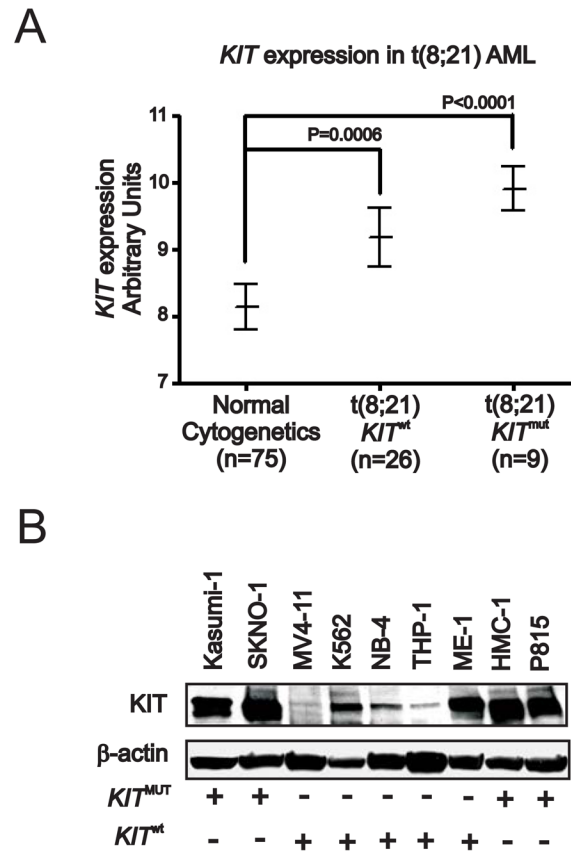 A
KIT expression in t(8;21) AML
P<0.0001
P=0.0006
KIT expression
Arbitrary Units
11
10
9
8
7
Normal
Cytogenetics
(n=75)
t(8;21)
KITwt
(n=26)
t(8;21)
KITmut
(n=9)
B
Kasumi-1
SKNO-1
MV4-11
K562
NB-4
THP-1
ME-1
HMC-1
P815
KIT
β-actin
KITMUT + + - - - - - + +
KITwt - - + + + + + - -